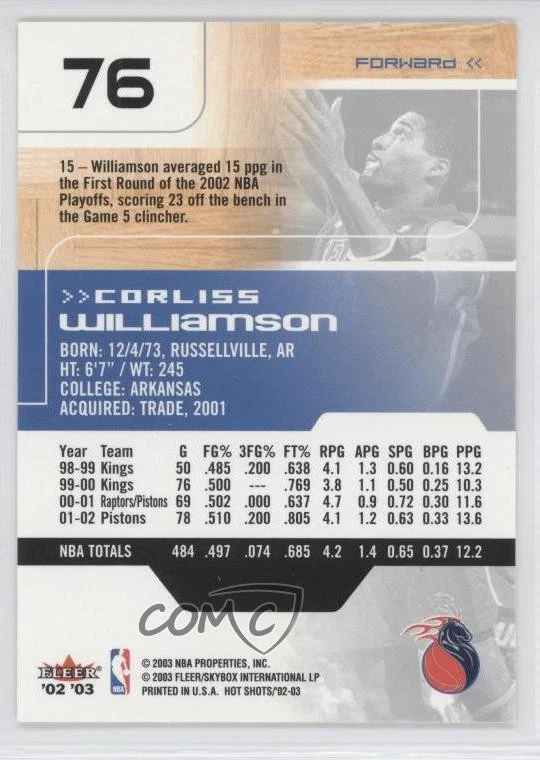 76
FORWARD <<
15 – Williamson averaged 15 ppg in
the First Round of the 2002 NBA
Playoffs, scoring 23 off the bench in
the Game 5 clincher.
>>CORLISS
WILLIAMSON
BORN: 12/4/73, RUSSELLVILLE, AR
HT: 6'7" / WT: 245
COLLEGE: ARKANSAS
ACQUIRED: TRADE, 2001
Year Team G FG% 3FG% FT% RPG APG SPG BPG PPG
98-99 Kings 50 .485 .200 .638 4.1 1.3 0.60 0.16 13.2
99-00 Kings 76 .500 --- .769 3.8 1.1 0.50 0.25 10.3
00-01 Raptors/Pistons 69 .502 .000 .637 4.7 0.9 0.72 0.30 11.6
01-02 Pistons 78 .510 .200 .805 4.1 1.2 0.63 0.33 13.6
NBA TOTALS 484 .497 .074 .685 4.2 1.4 0.65 0.37 12.2
COMC
FLEER
'02 '03
NBA
© 2003 NBA PROPERTIES, INC.
© 2003 FLEER/SKYBOX INTERNATIONAL LP
PRINTED IN U.S.A. HOT SHOTS/'02-03